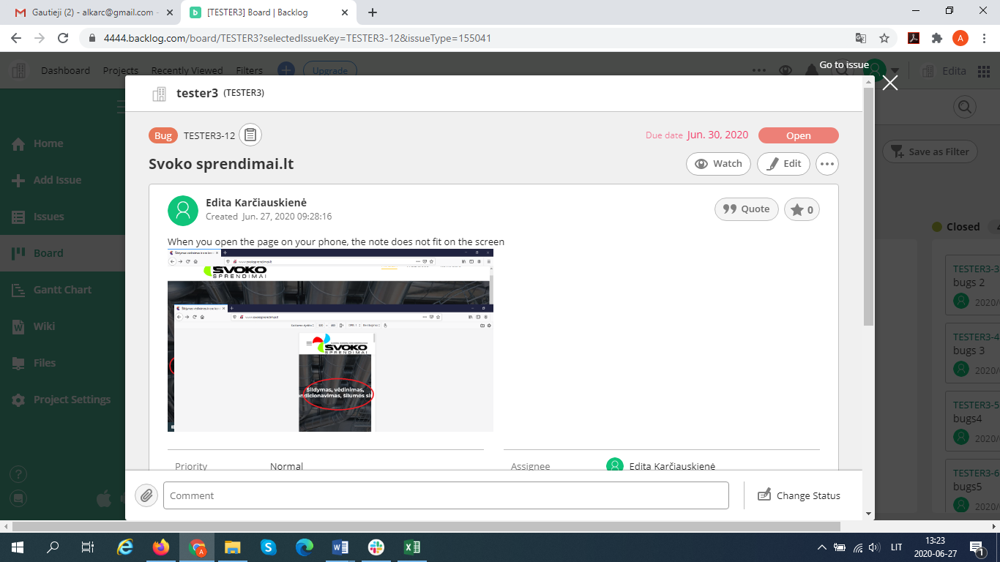 Gautieji (2) - alkarc@gmail.com -
[TESTER3] Board | Backlog
4444.backlog.com/board/TESTER3?selectedIssueKey=TESTER3-12&issueType=155041
A
Dashboard Projects Recently Viewed Filters Upgrade
Go to issue
Edita
tester3 (TESTER3)
Bug TESTER3-12
Due date Jun. 30, 2020 Open
Svoko sprendimai.lt
Watch Edit
Save as Filter
Home
Add Issue
Issues
Board
Gantt Chart
Wiki
Files
Project Settings
Edita Karčiauskienė
Created Jun. 27, 2020 09:28:16
Quote 0
When you open the page on your phone, the note does not fit on the screen
ŠVOKO
SPRENDIMAI
ŠVOKO
SPRENDIMAI
Šildymas, vėdinimas,
ndicionavimas, šilumos si
Closed
TESTER3-3
bugs 2
2020/
TESTER3-4
bugs 3
2020/
TESTER3-5
bugs4
2020/
TESTER3-6
bugs5
2020/
Priority Normal
Assignee Edita Karčiauskienė
Comment
Change Status
LIT
13:23
2020-06-27
1